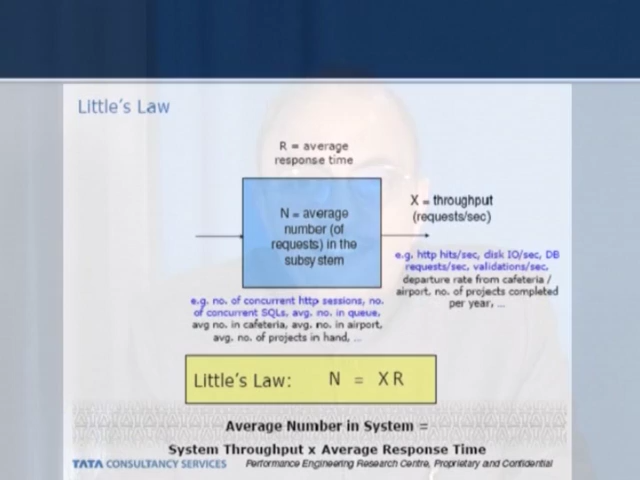 Little's Law
R = average
response time
N = average
number (of
requests) in the
subsystem
X = throughput
(requests/sec)
e.g. http hits/sec, disk IO/sec, DB
requests/sec, validations/sec,
departure rate from cafeteria /
airport, no. of projects completed
per year, ...
e.g. no. of concurrent http sessions, no.
of concurrent SQLs, avg. no. in queue,
avg no. in cafeteria, avg. no. in airport,
avg. no. of projects in hand, ...
Little's Law: N = XR
Average Number in System =
System Throughput x Average Response Time
TATA CONSULTANCY SERVICES Performance Engineering Research Centre, Proprietary and Confidential